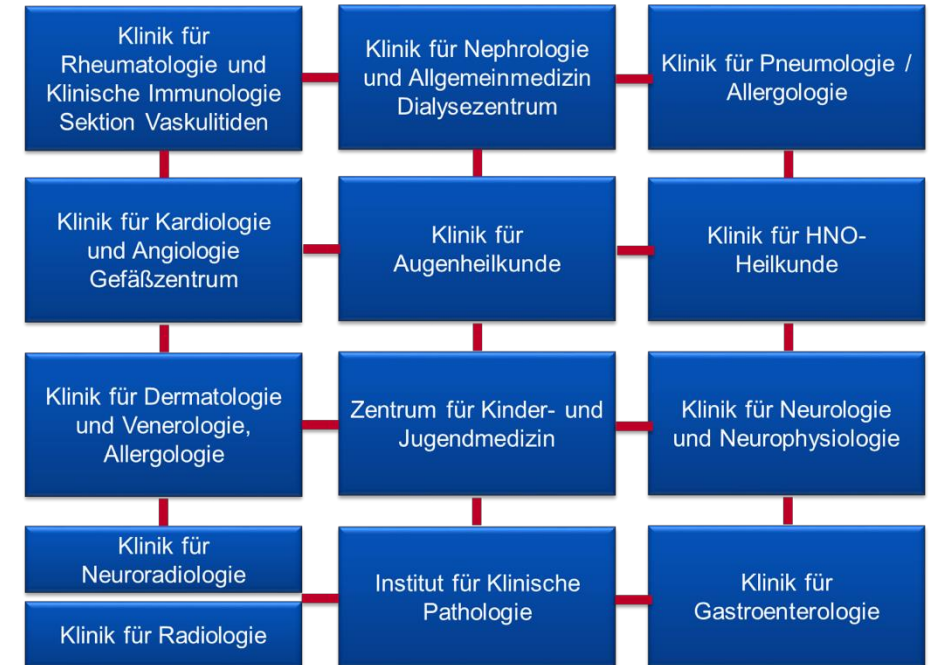 Klinik für
Rheumatologie und
Klinische Immunologie
Sektion Vaskulitiden
Klinik für Nephrologie
und Allgemeinmedizin
Dialysezentrum
Klinik für Pneumologie /
Allergologie
Klinik für Kardiologie
und Angiologie
Gefäßzentrum
Klinik für
Augenheilkunde
Klinik für HNO-
Heilkunde
Klinik für Dermatologie
und Venerologie,
Allergologie
Zentrum für Kinder- und
Jugendmedizin
Klinik für Neurologie
und Neurophysiologie
Klinik für
Neuroradiologie
Klinik für Radiologie
Institut für Klinische
Pathologie
Klinik für
Gastroenterologie